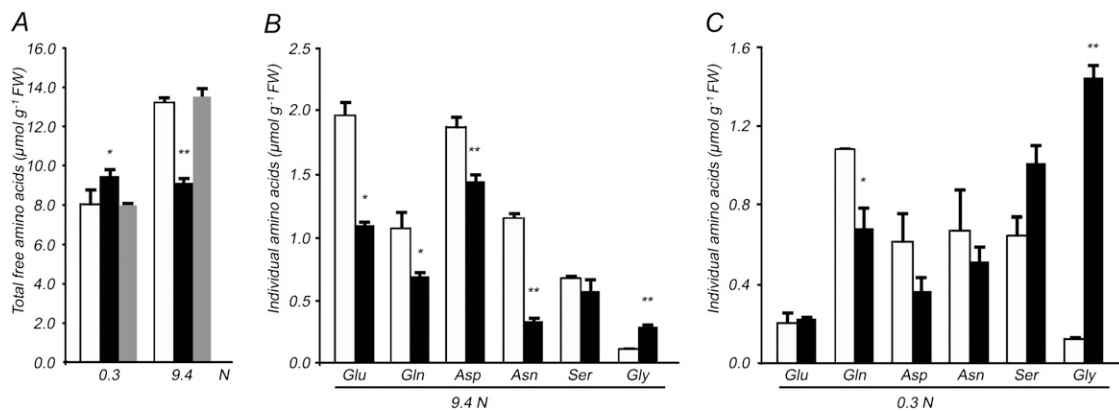 A
Total free amino acids (µmol g⁻¹ FW)
16.0
14.0
12.0
10.0
8.0
6.0
4.0
2.0
0.0
*
**
0.3 9.4 N
B
Individual amino acids (µmol g⁻¹ FW)
2.5
2.0
1.5
1.0
0.5
0.0
*
*
**
**
**
Glu Gln Asp Asn Ser Gly
9.4 N
C
Individual amino acids (µmol g⁻¹ FW)
1.6
1.2
0.8
0.4
0.0
*
**
Glu Gln Asp Asn Ser Gly
0.3 N